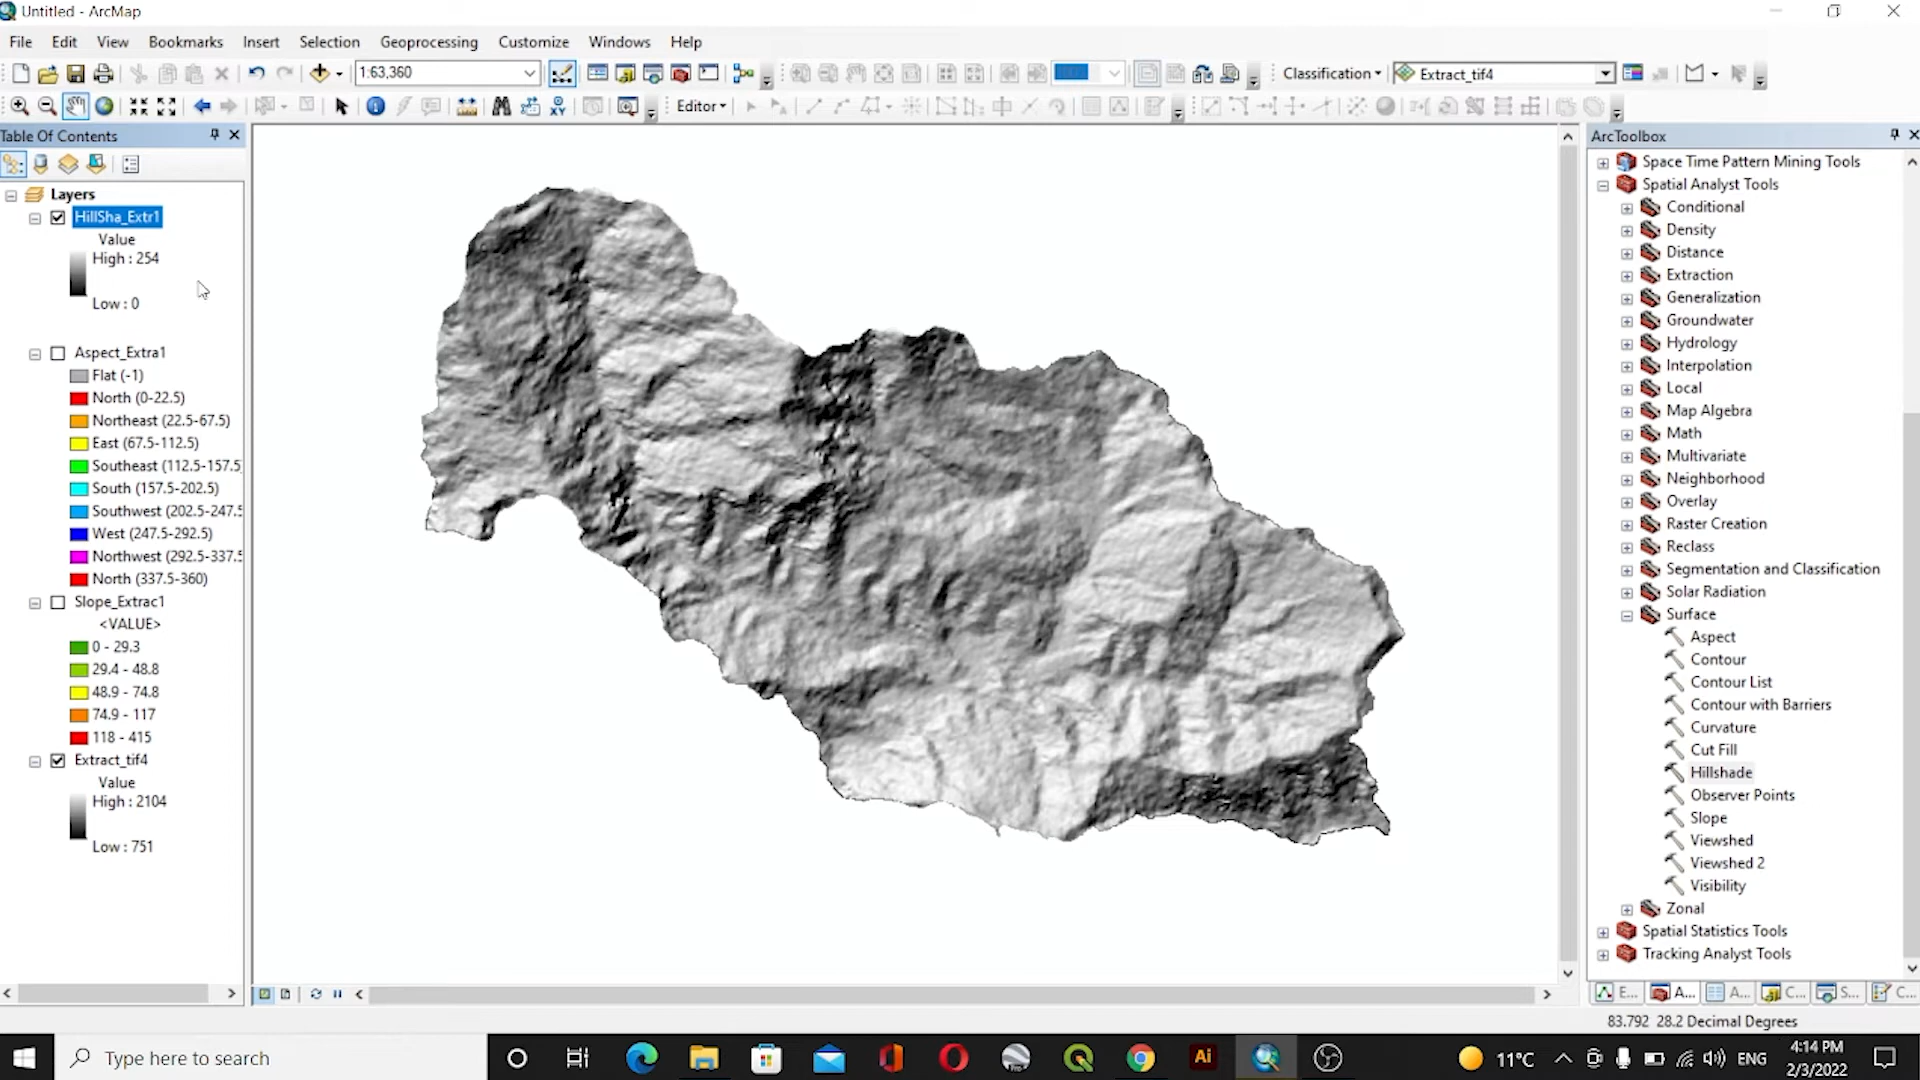 Untitled - ArcMap
File Edit View Bookmarks Insert Selection Geoprocessing Customize Windows Help
1:63,360
Classification
Extract_tif4
Editor
Table Of Contents
Layers
HillSha_Extr1
Value
High : 254
Low : 0
Aspect_Extra1
Flat (-1)
North (0-22.5)
Northeast (22.5-67.5)
East (67.5-112.5)
Southeast (112.5-157.5
South (157.5-202.5)
Southwest (202.5-247.5
West (247.5-292.5)
Northwest (292.5-337.5
North (337.5-360)
Slope_Extrac1
<VALUE>
0 - 29.3
29.4 - 48.8
48.9 - 74.8
74.9 - 117
118 - 415
Extract_tif4
Value
High : 2104
Low : 751
ArcToolbox
Space Time Pattern Mining Tools
Spatial Analyst Tools
Conditional
Density
Distance
Extraction
Generalization
Groundwater
Hydrology
Interpolation
Local
Map Algebra
Math
Multivariate
Neighborhood
Overlay
Raster Creation
Reclass
Segmentation and Classification
Solar Radiation
Surface
Aspect
Contour
Contour List
Contour with Barriers
Curvature
Cut Fill
Hillshade
Observer Points
Slope
Viewshed
Viewshed 2
Visibility
Zonal
Spatial Statistics Tools
Tracking Analyst Tools
E... A... A... C... S... C...
83.792 28.2 Decimal Degrees
Type here to search
Ai
11°C
ENG
4:14 PM
2/3/2022